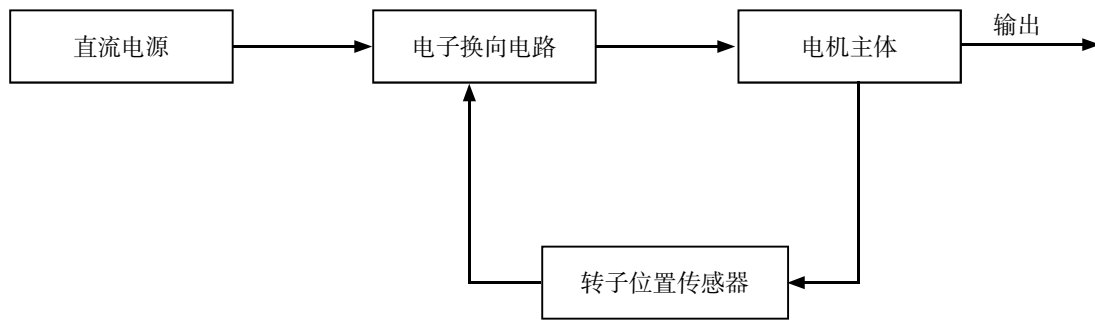 直流电源
电子换向电路
电机主体
输出
转子位置传感器